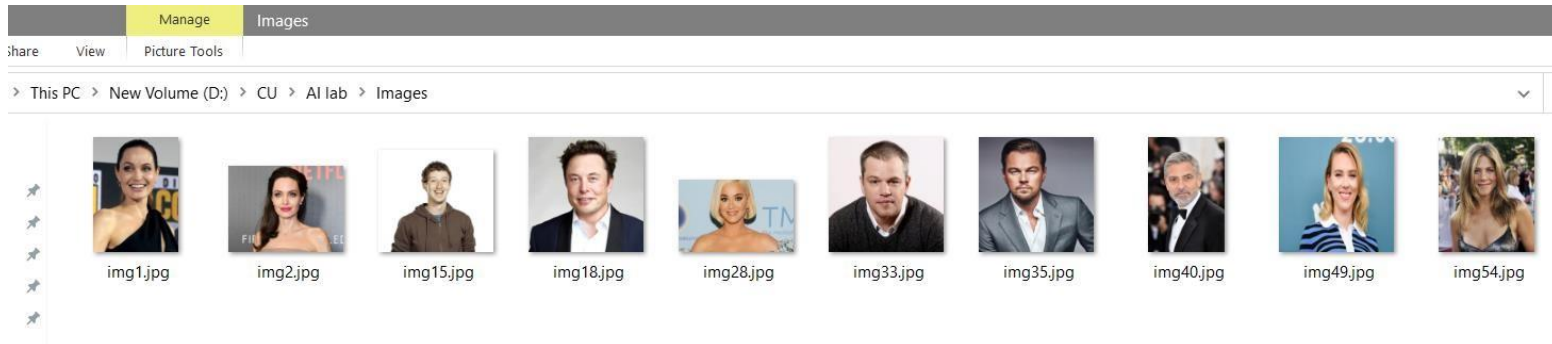 Manage Images
Share View Picture Tools
> This PC > New Volume (D:) > CU > AI lab > Images
img1.jpg img2.jpg img15.jpg img18.jpg img28.jpg img33.jpg img35.jpg img40.jpg img49.jpg img54.jpg